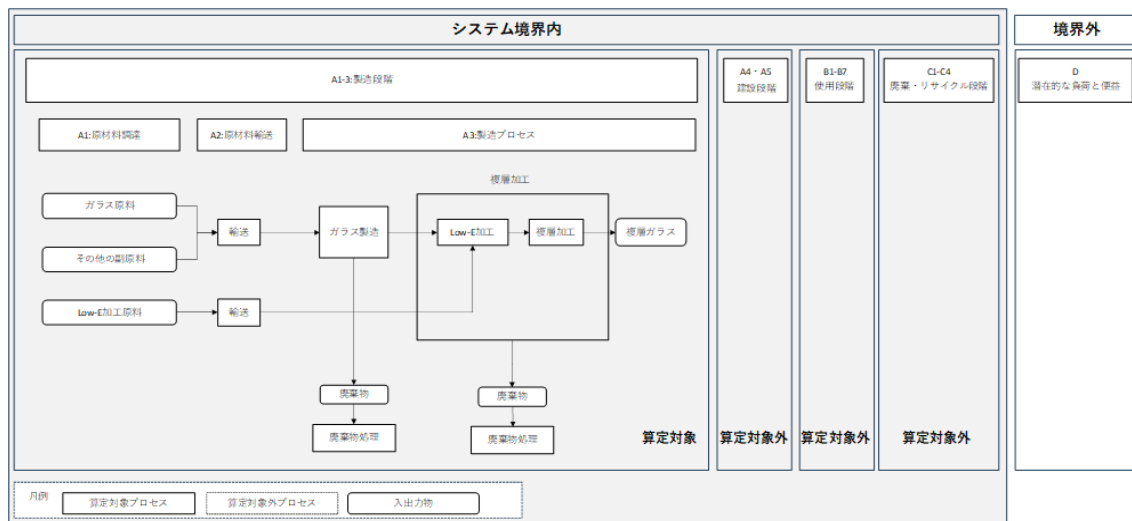 システム境界内
境界外
A1-3:製造段階
A4・A5
建設段階
B1-B7
使用段階
C1-C4
廃棄・リサイクル段階
D
潜在的な負荷と便益
A1:原材料調達
A2:原材料輸送
A3:製造プロセス
複層加工
ガラス原料
輸送
ガラス製造
Low-E加工
複層加工
複層ガラス
その他の副原料
Low-E加工原料
輸送
廃棄物
廃棄物
廃棄物処理
廃棄物処理
算定対象
算定対象外
算定対象外
算定対象外
凡例
算定対象プロセス
算定対象外プロセス
入出力物